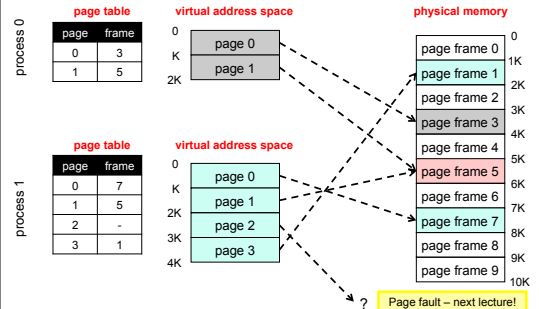 process 0
page table
page frame
0 3
1 5
virtual address space
0
K
2K
page 0
page 1
process 1
page table
page frame
0 7
1 5
2 -
3 1
virtual address space
0
K
2K
3K
4K
page 0
page 1
page 2
page 3
physical memory
page frame 0
page frame 1
page frame 2
page frame 3
page frame 4
page frame 5
page frame 6
page frame 7
page frame 8
page frame 9
0
1K
2K
3K
4K
5K
6K
7K
8K
9K
10K
? Page fault – next lecture!